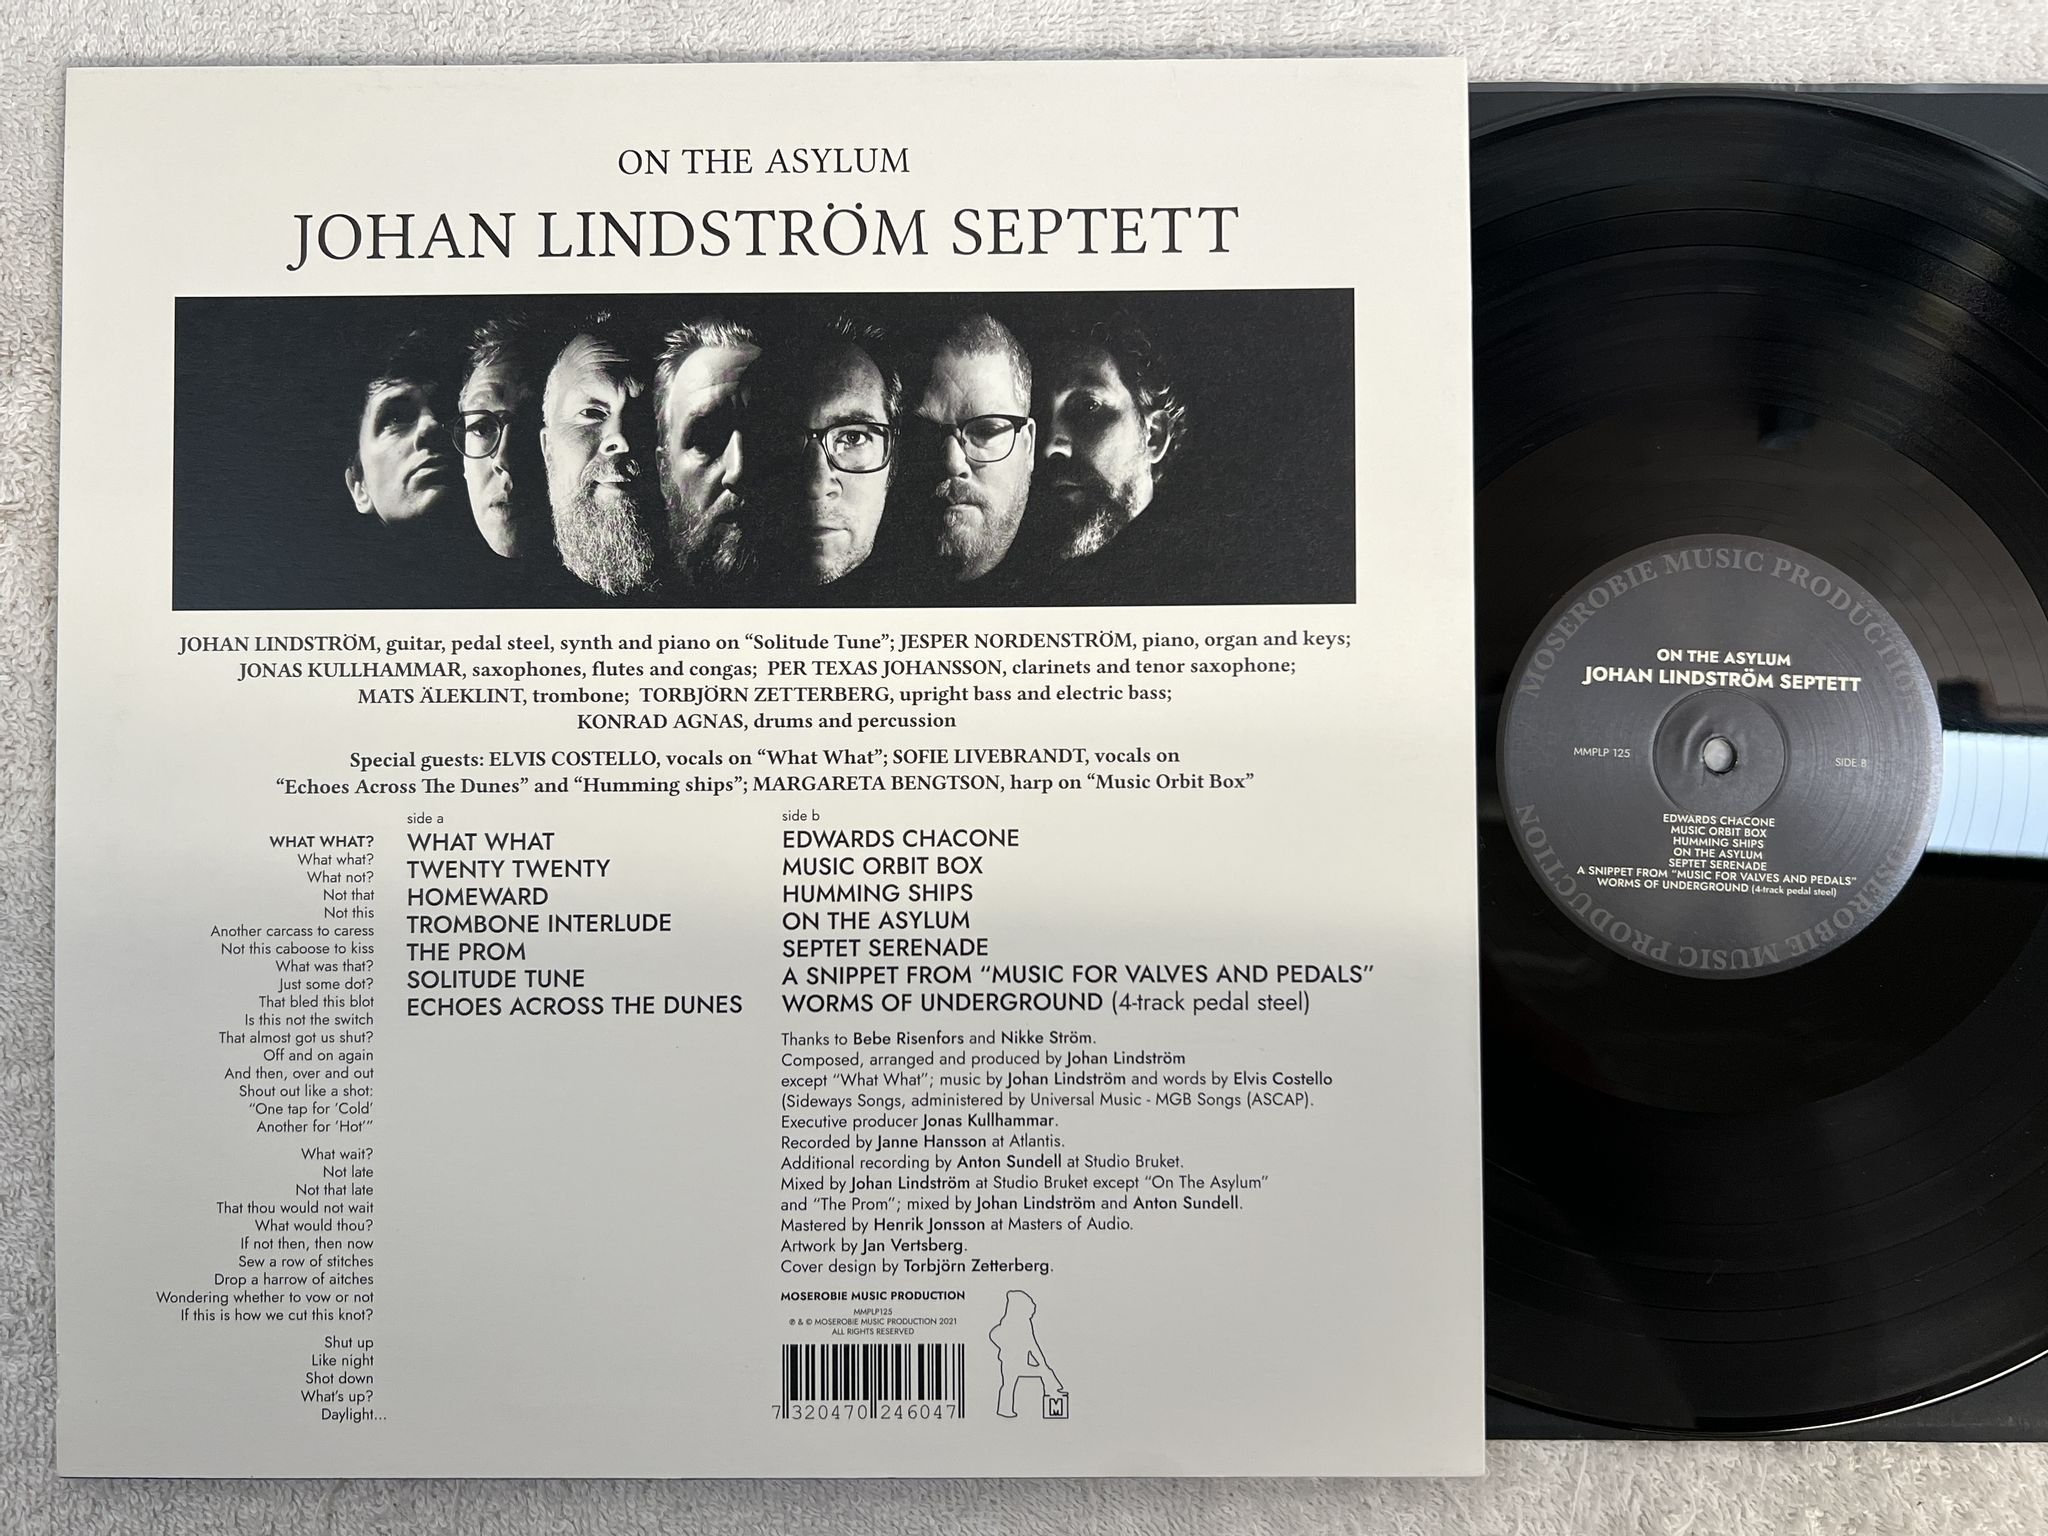 ON THE ASYLUM
JOHAN LINDSTRÖM SEPTETT
JOHAN LINDSTRÖM, guitar, pedal steel, synth and piano on “Solitude Tune”; JESPER NORDENSTRÖM, piano, organ and keys;
JONAS KULLHAMMAR, saxophones, flutes and congas; PER TEXAS JOHANSSON, clarinets and tenor saxophone;
MATS ÄLEKLINT, trombone; TORBJÖRN ZETTERBERG, upright bass and electric bass;
KONRAD AGNAS, drums and percussion
Special guests: ELVIS COSTELLO, vocals on “What What”; SOFIE LIVEBRANDT, vocals on
“Echoes Across The Dunes” and “Humming ships”; MARGARETA BENGTSON, harp on “Music Orbit Box”
WHAT WHAT?
What what?
What not?
Not that
Not this
Another carcass to caress
Not this caboose to kiss
What was that?
Just some dot?
That bled this blot
Is this not the switch
That almost got us shut?
Off and on again
And then, over and out
Shout out like a shot:
“One tap for ‘Cold’
Another for ‘Hot’”
What wait?
Not late
Not that late
That thou would not wait
What would thou?
If not then, then now
Sew a row of stitches
Drop a harrow of aitches
Wondering whether to vow or not
If this is how we cut this knot?
Shut up
Like night
Shot down
What’s up?
Daylight...
side a
WHAT WHAT
TWENTY TWENTY
HOMEWARD
TROMBONE INTERLUDE
THE PROM
SOLITUDE TUNE
ECHOES ACROSS THE DUNES
side b
EDWARDS CHACONE
MUSIC ORBIT BOX
HUMMING SHIPS
ON THE ASYLUM
SEPTET SERENADE
A SNIPPET FROM “MUSIC FOR VALVES AND PEDALS”
WORMS OF UNDERGROUND (4-track pedal steel)
Thanks to Bebe Risenfors and Nikke Ström.
Composed, arranged and produced by Johan Lindström
except “What What”; music by Johan Lindström and words by Elvis Costello
(Sideways Songs, administered by Universal Music - MGB Songs (ASCAP).
Executive producer Jonas Kullhammar.
Recorded by Janne Hansson at Atlantis.
Additional recording by Anton Sundell at Studio Bruket.
Mixed by Johan Lindström at Studio Bruket except “On The Asylum”
and “The Prom”; mixed by Johan Lindström and Anton Sundell.
Mastered by Henrik Jonsson at Masters of Audio.
Artwork by Jan Vertsberg.
Cover design by Torbjörn Zetterberg.
MOSEROBIE MUSIC PRODUCTION
MMPLP125
℗ & © MOSEROBIE MUSIC PRODUCTION 2021
ALL RIGHTS RESERVED
7 320470 246047
M
MOSEROBIE MUSIC PRODUCTION
ON THE ASYLUM
JOHAN LINDSTRÖM SEPTETT
MMPLP 125
SIDE B
EDWARDS CHACONE
MUSIC ORBIT BOX
HUMMING SHIPS
ON THE ASYLUM
SEPTET SERENADE
A SNIPPET FROM “MUSIC FOR VALVES AND PEDALS”
WORMS OF UNDERGROUND (4-track pedal steel)
MOSEROBIE MUSIC PRODUCTION